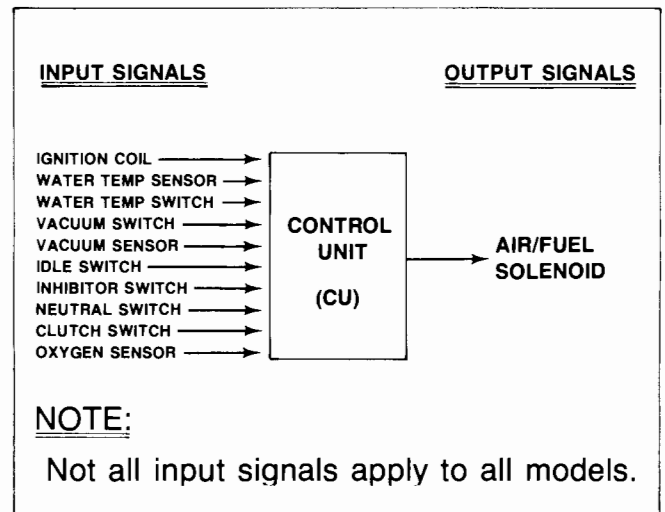 INPUT SIGNALS
OUTPUT SIGNALS
IGNITION COIL
WATER TEMP SENSOR
WATER TEMP SWITCH
VACUUM SWITCH
VACUUM SENSOR
IDLE SWITCH
INHIBITOR SWITCH
NEUTRAL SWITCH
CLUTCH SWITCH
OXYGEN SENSOR
CONTROL
UNIT
(CU)
AIR/FUEL
SOLENOID
NOTE:
Not all input signals apply to all models.